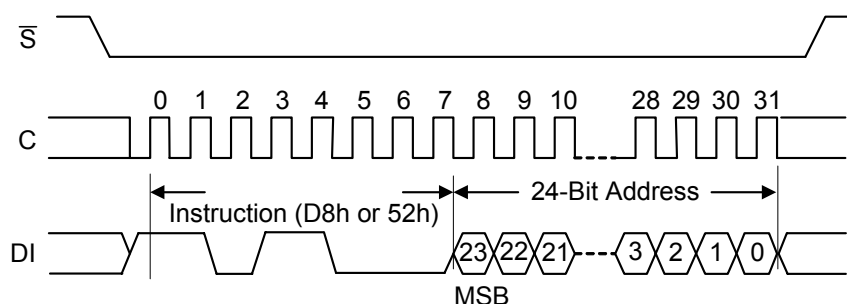 S
0 1 2 3 4 5 6 7 8 9 10 28 29 30 31
C
24-Bit Address
Instruction (D8h or 52h)
DI
23 22 21 3 2 1 0
MSB